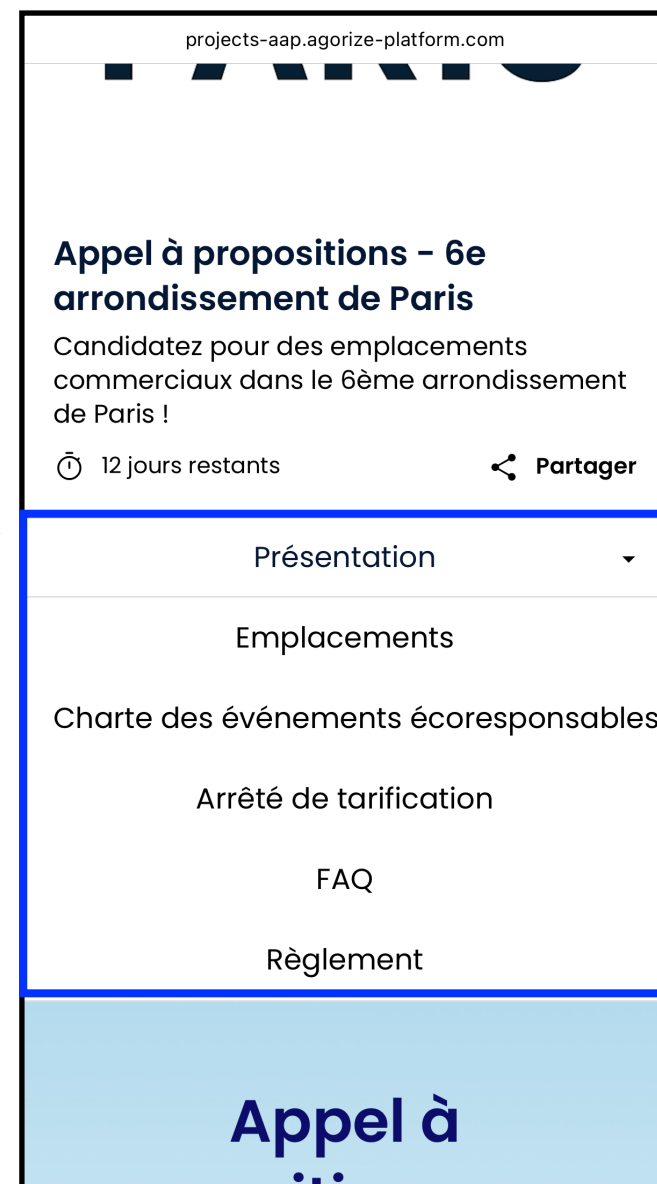 projects-aap.agorize-platform.com
Appel à propositions - 6e
arrondissement de Paris
Candidatez pour des emplacements
commerciaux dans le 6ème arrondissement
de Paris !
12 jours restants
Partager
Présentation
Emplacements
Charte des événements écoresponsables
Arrêté de tarification
FAQ
Règlement
Appel à